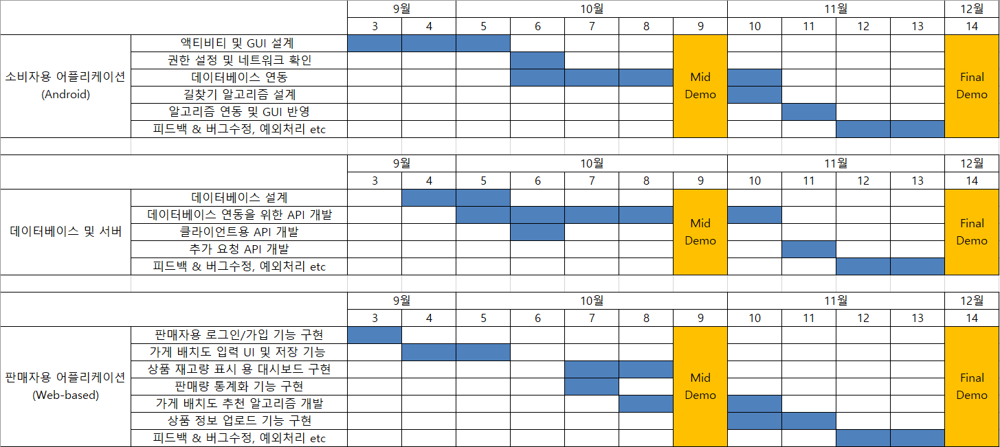 9월 10월 11월 12월
3 4 5 6 7 8 9 10 11 12 13 14
소비자용 어플리케이션
(Android)
액티비티 및 GUI 설계
권한 설정 및 네트워크 확인
데이터베이스 연동
길찾기 알고리즘 설계
알고리즘 연동 및 GUI 반영
피드백 & 버그수정, 예외처리 etc
Mid
Demo
Final
Demo
9월 10월 11월 12월
3 4 5 6 7 8 9 10 11 12 13 14
데이터베이스 및 서버
데이터베이스 설계
데이터베이스 연동을 위한 API 개발
클라이언트용 API 개발
추가 요청 API 개발
피드백 & 버그수정, 예외처리 etc
Mid
Demo
Final
Demo
9월 10월 11월 12월
3 4 5 6 7 8 9 10 11 12 13 14
판매자용 어플리케이션
(Web-based)
판매자용 로그인/가입 기능 구현
가게 배치도 입력 UI 및 저장 기능
상품 재고량 표시 용 대시보드 구현
판매량 통계화 기능 구현
가게 배치도 추천 알고리즘 개발
상품 정보 업로드 기능 구현
피드백 & 버그수정, 예외처리 etc
Mid
Demo
Final
Demo